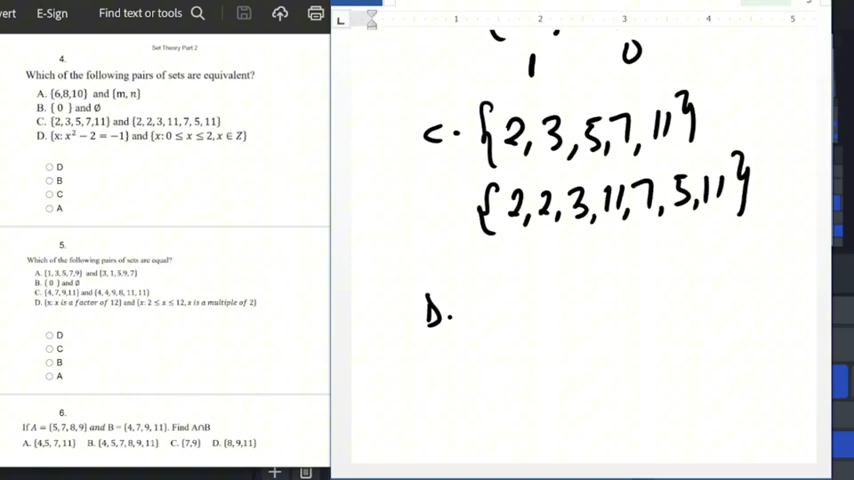 vert E-Sign Find text or tools
Set Theory Part 2
4.
Which of the following pairs of sets are equivalent?
A. {6,8,10} and {m, n}
B. { 0 } and ∅
C. {2, 3, 5, 7,11} and {2, 2, 3, 11, 7, 5, 11}
D. {x: x² − 2 = −1} and {x: 0 ≤ x ≤ 2, x ∈ Z}
D
B
C
A
5.
Which of the following pairs of sets are equal?
A. {1, 3, 5, 7, 9} and {3, 1, 5, 9, 7}
B. { 0 } and ∅
C. {4, 7, 9, 11} and {4, 4, 9, 8, 11, 11}
D. {x: x is a factor of 12} and {x: 2 ≤ x ≤ 12, x is a multiple of 2}
D
C
B
A
6.
If A = {5, 7, 8, 9} and B = {4, 7, 9, 11}. Find A∩B
A. {4,5, 7, 11} B. {4, 5, 7, 8, 9, 11} C. {7,9} D. {8, 9,11}
1 2 3 4 5
1 0
C. {2, 3, 5, 7, 11}
{2, 2, 3, 11, 7, 5, 11}
D.